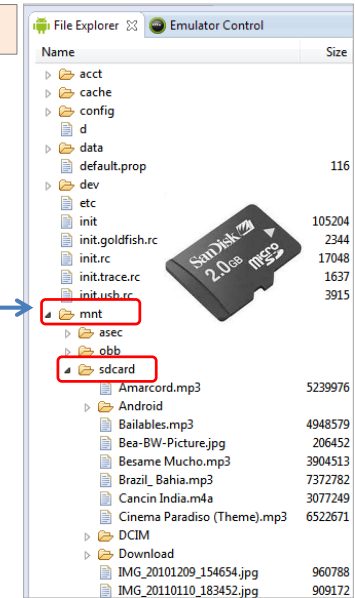 File Explorer Emulator Control
Name Size
acct
cache
config
d
data
default.prop 116
dev
etc
init 105204
init.goldfish.rc 2344
init.rc 17048
init.trace.rc 1637
init.usb.rc 3915
SanDisk
2.0GB micro SD
mnt
asec
obb
sdcard
Amarcord.mp3 5239976
Android
Bailables.mp3 4948579
Bea-BW-Picture.jpg 206452
Besame Mucho.mp3 3904513
Brazil_ Bahia.mp3 7372782
Cancin India.m4a 3077249
Cinema Paradiso (Theme).mp3 6522671
DCIM
Download
IMG_20101209_154654.jpg 960788
IMG_20110110_183452.jpg 909172